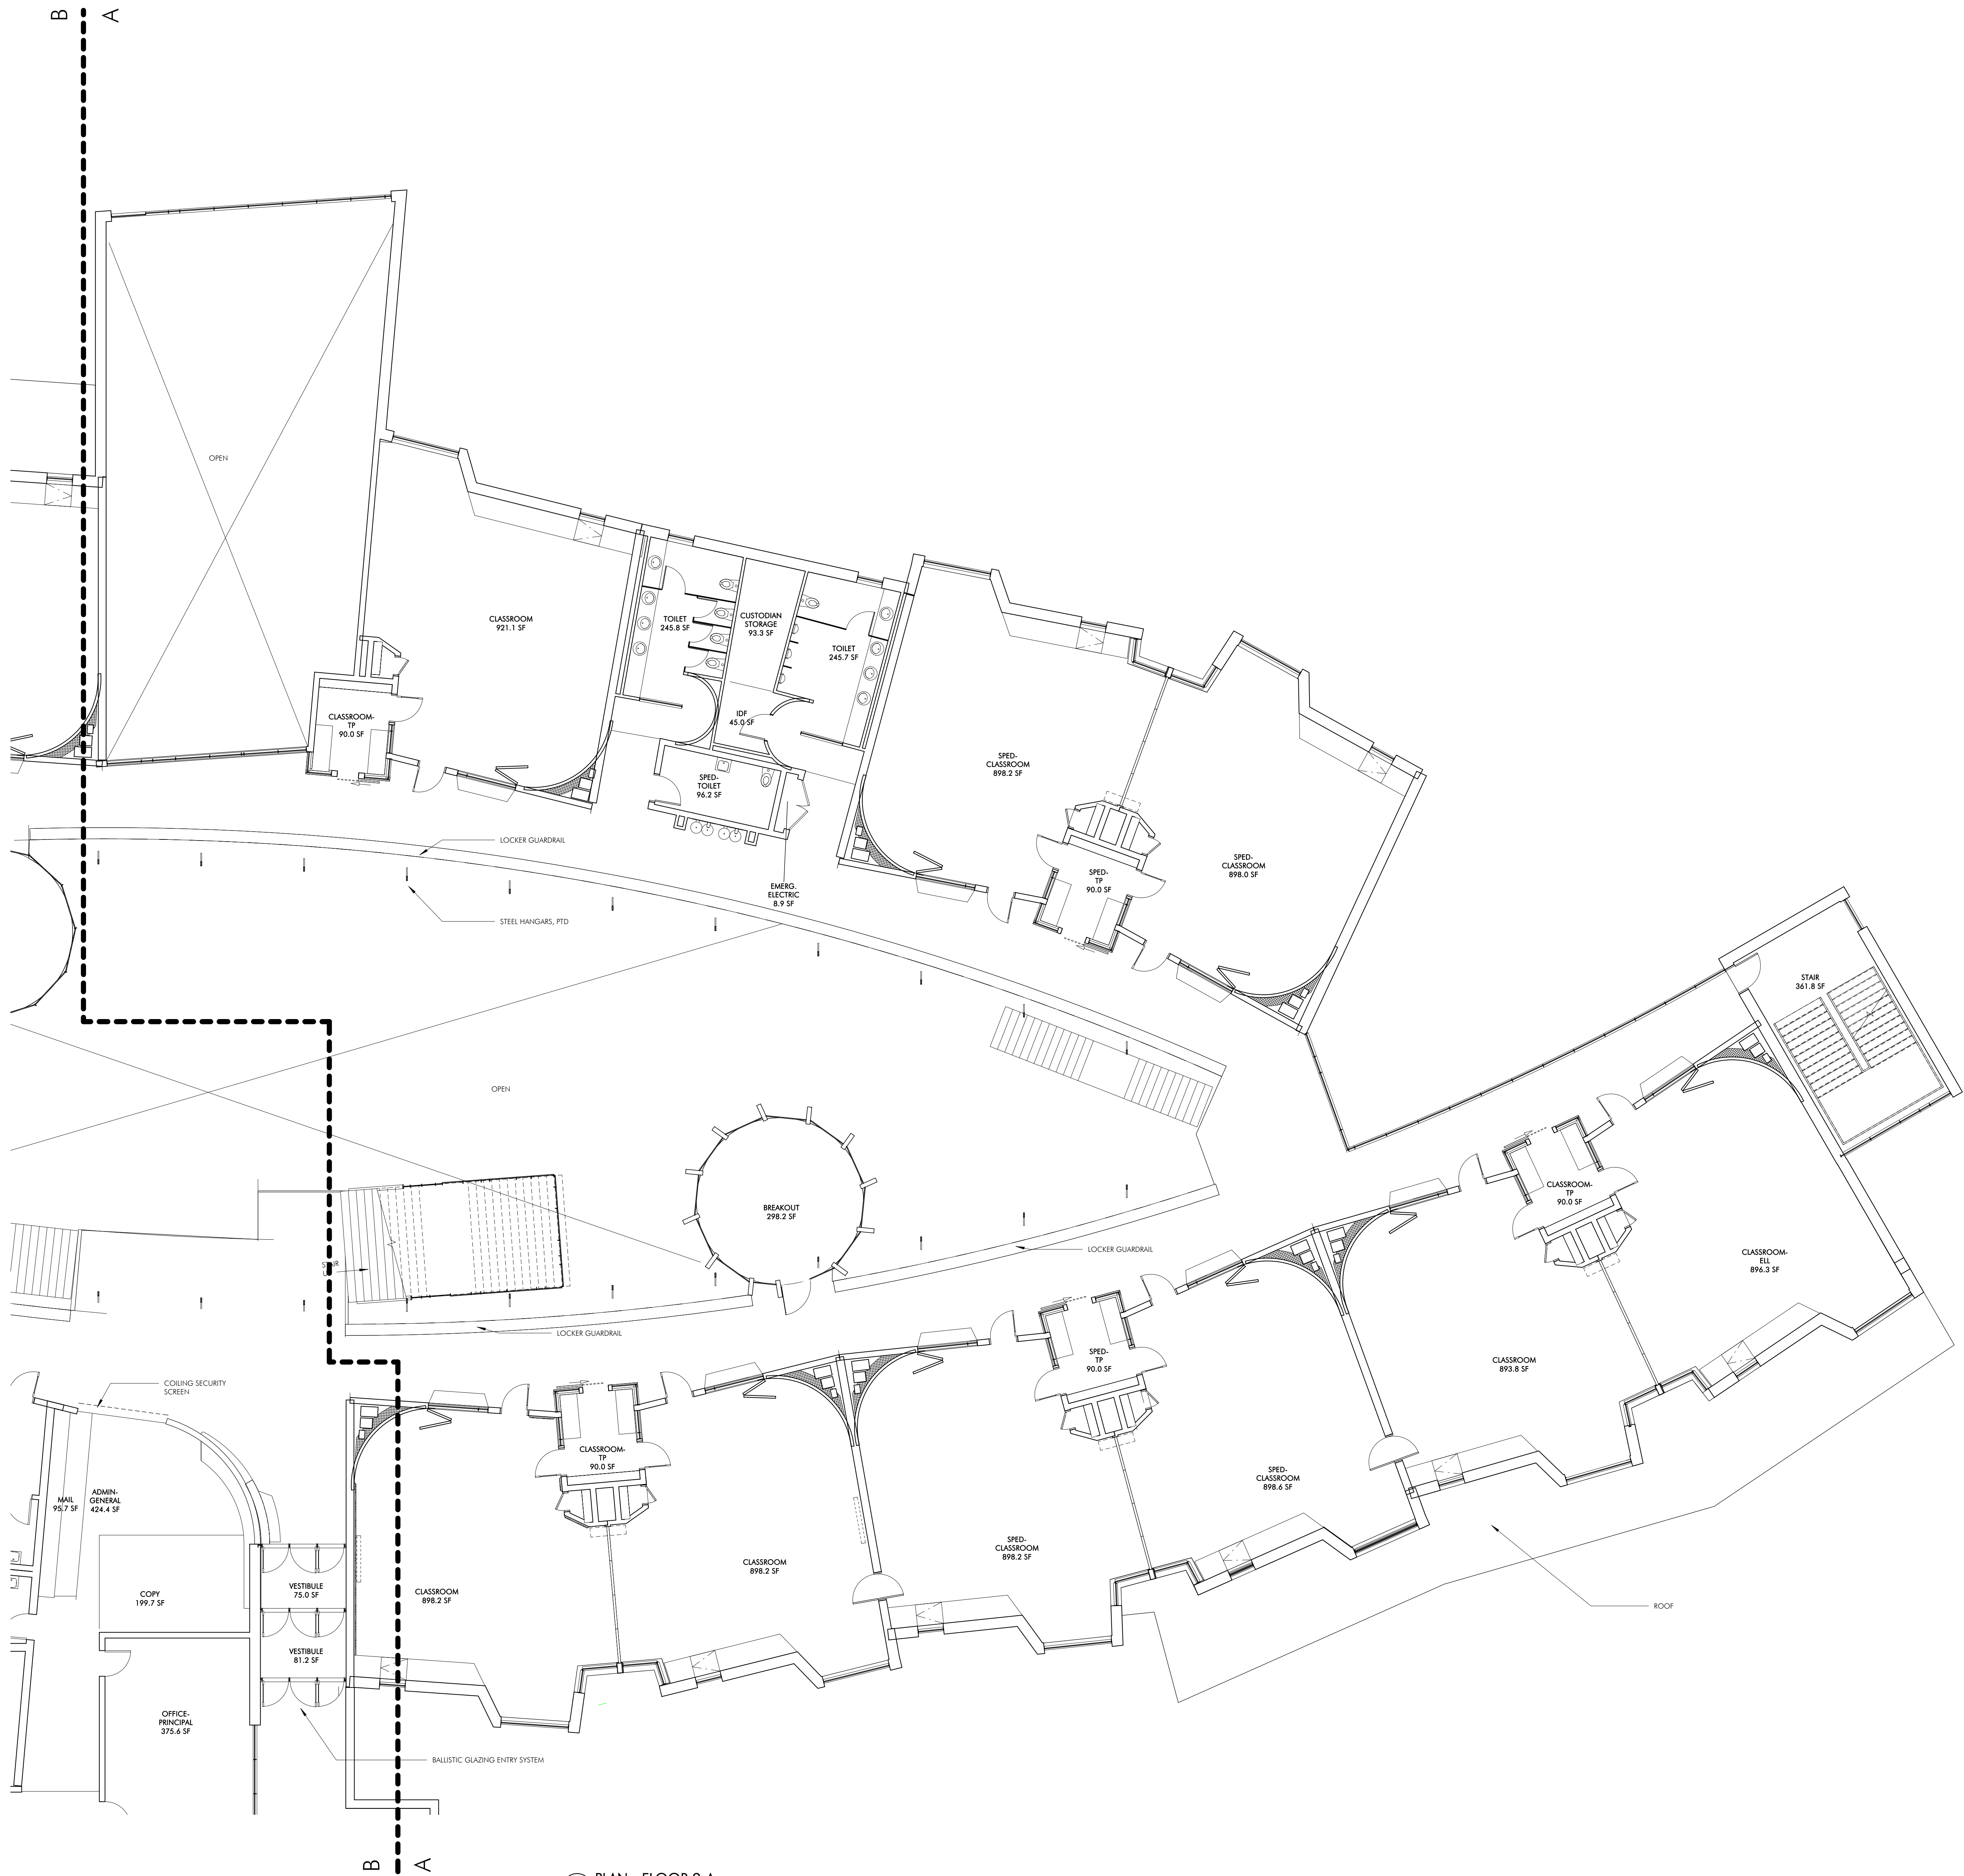 B
A
OPEN
CLASSROOM
921.1 SF
TOILET
245.8 SF
CUSTODIAN
STORAGE
93.3 SF
TOILET
245.7 SF
CLASSROOM-
TP
90.0 SF
IDF
45.0 SF
SPED-
TOILET
96.2 SF
SPED-
CLASSROOM
898.2 SF
SPED-
CLASSROOM
898.0 SF
SPED-
TP
90.0 SF
LOCKER GUARDRAIL
EMERG.
ELECTRIC
8.9 SF
STEEL HANGARS, PTD
STAIR
361.8 SF
OPEN
BREAKOUT
298.2 SF
CLASSROOM-
TP
90.0 SF
LOCKER GUARDRAIL
CLASSROOM-
ELL
896.3 SF
STAIR
LOCKER GUARDRAIL
SPED-
TP
90.0 SF
CLASSROOM
893.8 SF
COILING SECURITY
SCREEN
CLASSROOM-
TP
90.0 SF
MAIL
95.7 SF
ADMIN-
GENERAL
424.4 SF
SPED-
CLASSROOM
898.6 SF
SPED-
CLASSROOM
898.2 SF
CLASSROOM
898.2 SF
CLASSROOM
898.2 SF
COPY
199.7 SF
VESTIBULE
75.0 SF
VESTIBULE
81.2 SF
ROOF
OFFICE-
PRINCIPAL
375.6 SF
BALLISTIC GLAZING ENTRY SYSTEM
B
A